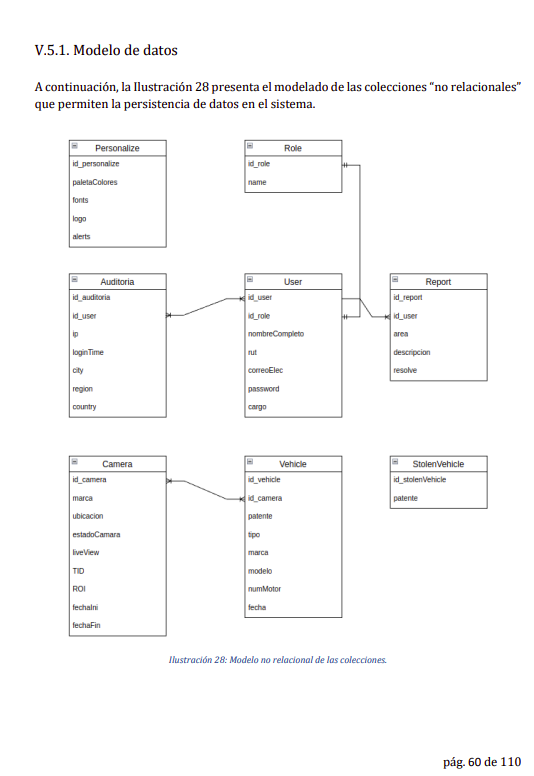 V.5.1. Modelo de datos
A continuación, la Ilustración 28 presenta el modelado de las colecciones “no relacionales”
que permiten la persistencia de datos en el sistema.
Personalize
id_personalize
paletaColores
fonts
logo
alerts
Role
id_role
name
Auditoria
id_auditoria
id_user
ip
loginTime
city
region
country
User
id_user
id_role
nombreCompleto
rut
correoElec
password
cargo
Report
id_report
id_user
area
descripcion
resolve
Camera
id_camera
marca
ubicacion
estadoCamara
liveView
TID
ROI
fechaIni
fechaFin
Vehicle
id_vehicle
id_camera
patente
tipo
marca
modelo
numMotor
fecha
StolenVehicle
id_stolenVehicle
patente
Ilustración 28: Modelo no relacional de las colecciones.
pág. 60 de 110